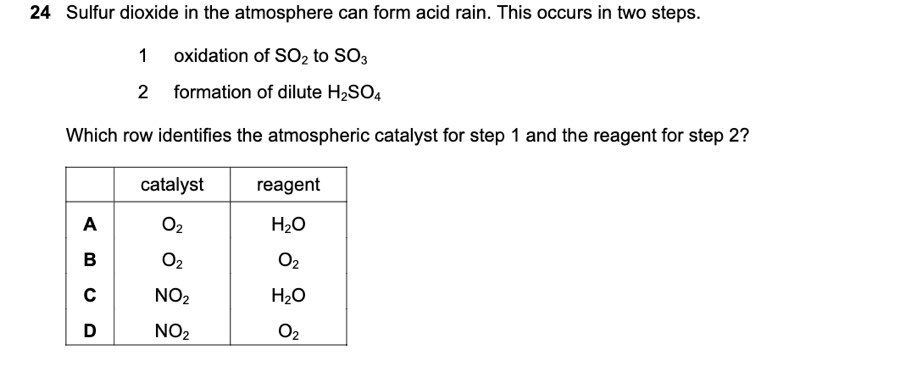 24 Sulfur dioxide in the atmosphere can form acid rain. This occurs in two steps.
1 oxidation of SO₂ to SO₃
2 formation of dilute H₂SO₄
Which row identifies the atmospheric catalyst for step 1 and the reagent for step 2?
catalyst reagent
A O₂ H₂O
B O₂ O₂
C NO₂ H₂O
D NO₂ O₂